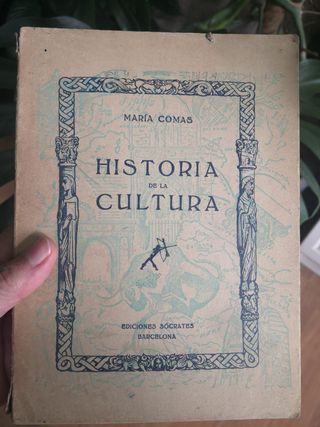 MARÍA COMAS
HISTORIA
DE LA
CULTURA
EDICIONES SÓCRATES
BARCELONA